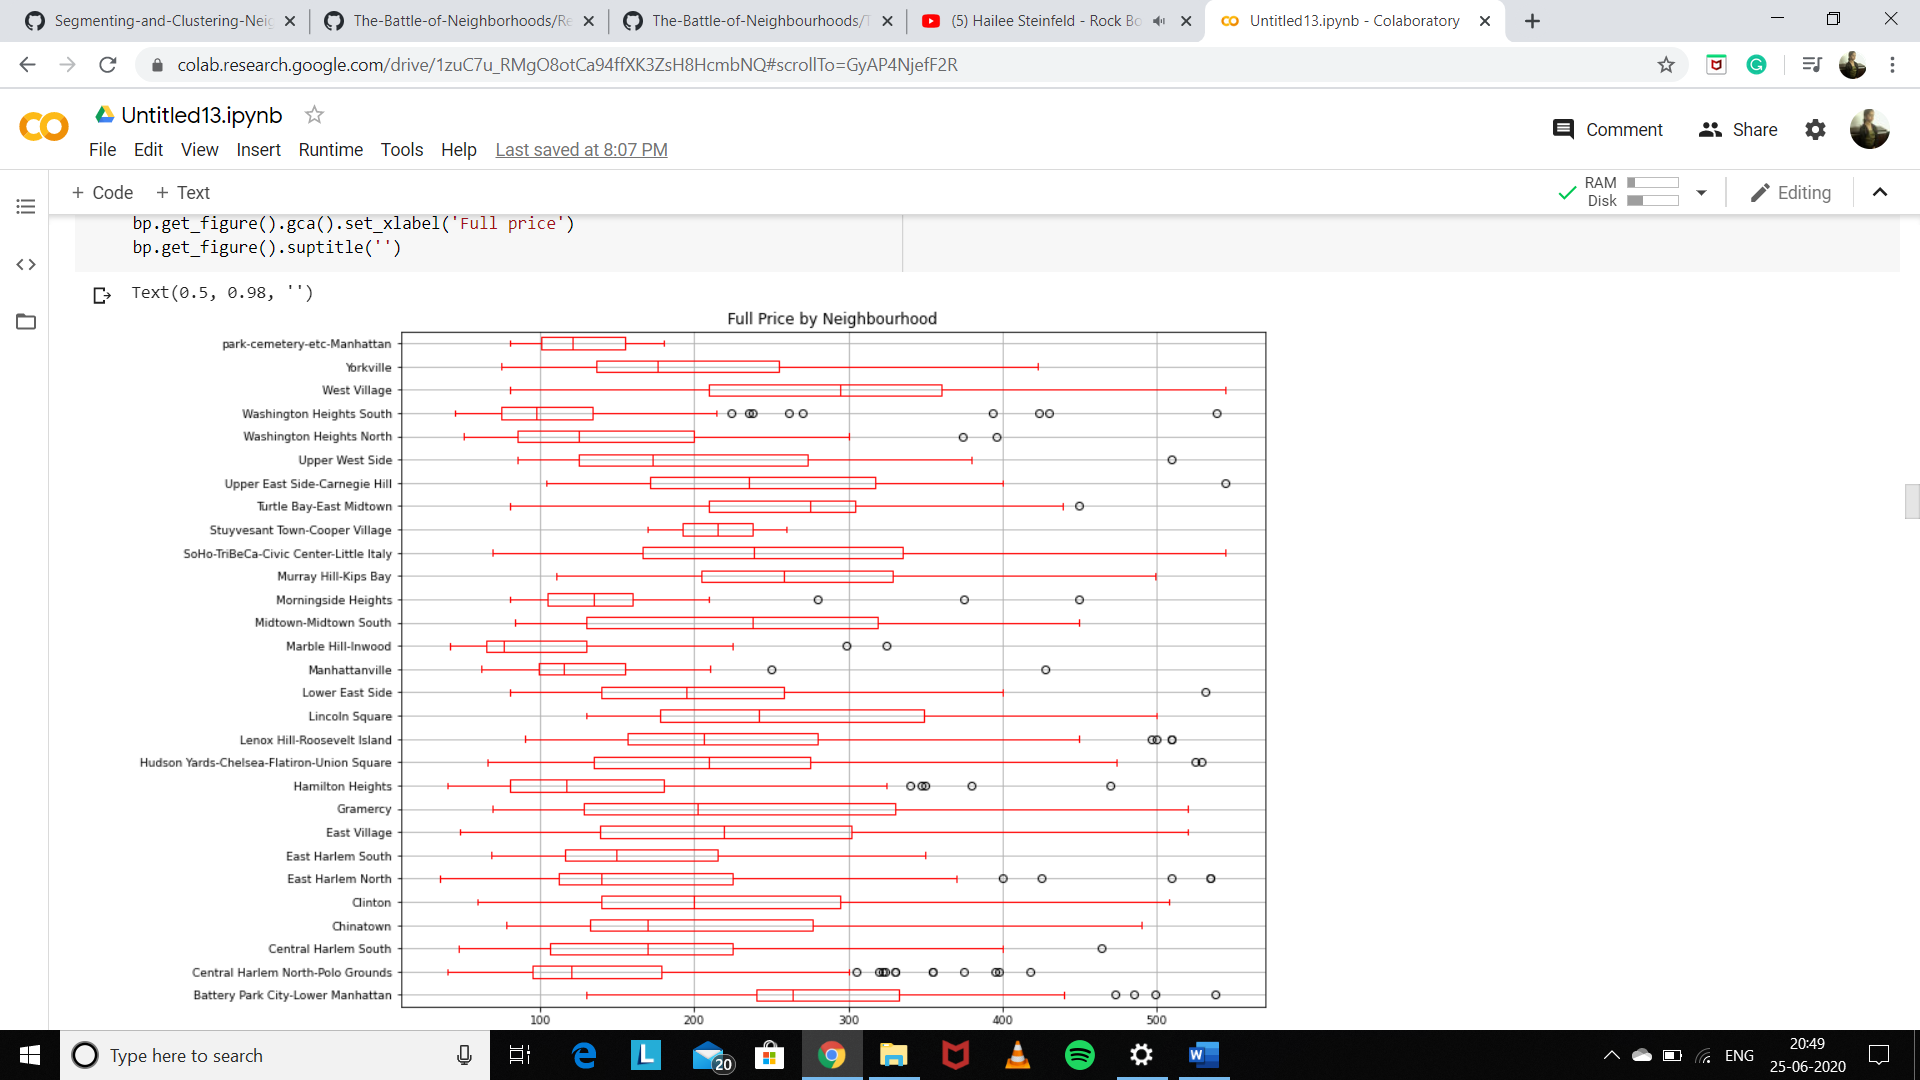 Segmenting-and-Clustering-Neig
The-Battle-of-Neighborhoods/Re
The-Battle-of-Neighbourhoods/T
(5) Hailee Steinfeld - Rock Bo
Untitled13.ipynb - Colaboratory
colab.research.google.com/drive/1zuC7u_RMgO8otCa94ffXK3ZsH8HcmbNQ#scrollTo=GyAP4NjefF2R
Untitled13.ipynb
Comment
Share
File Edit View Insert Runtime Tools Help Last saved at 8:07 PM
+ Code + Text
RAM
Disk
Editing
bp.get_figure().gca().set_xlabel('Full price')
bp.get_figure().suptitle('')
Text(0.5, 0.98, '')
Full Price by Neighbourhood
park-cemetery-etc-Manhattan
Yorkville
West Village
Washington Heights South
Washington Heights North
Upper West Side
Upper East Side-Carnegie Hill
Turtle Bay-East Midtown
Stuyvesant Town-Cooper Village
SoHo-TriBeCa-Civic Center-Little Italy
Murray Hill-Kips Bay
Morningside Heights
Midtown-Midtown South
Marble Hill-Inwood
Manhattanville
Lower East Side
Lincoln Square
Lenox Hill-Roosevelt Island
Hudson Yards-Chelsea-Flatiron-Union Square
Hamilton Heights
Gramercy
East Village
East Harlem South
East Harlem North
Clinton
Chinatown
Central Harlem South
Central Harlem North-Polo Grounds
Battery Park City-Lower Manhattan
100 200 300 400 500
Type here to search
20
ENG
20:49
25-06-2020